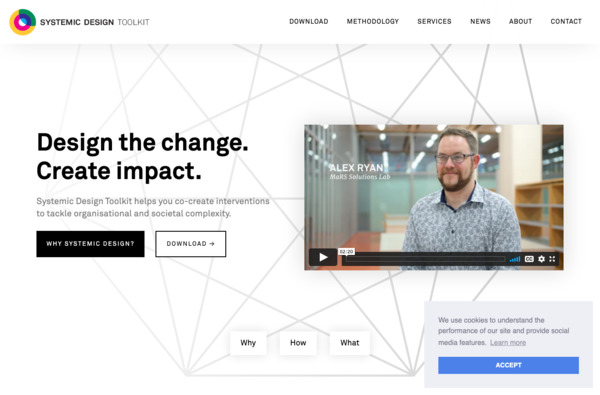 SYSTEMIC DESIGN TOOLKIT
DOWNLOAD METHODOLOGY SERVICES NEWS ABOUT CONTACT
Design the change.
Create impact.
Systemic Design Toolkit helps you co-create interventions
to tackle organisational and societal complexity.
WHY SYSTEMIC DESIGN?
DOWNLOAD →
ALEX RYAN
MaRS Solutions Lab
02:20
CC
Why
How
What
We use cookies to understand the
performance of our site and provide social
media features. Learn more
ACCEPT